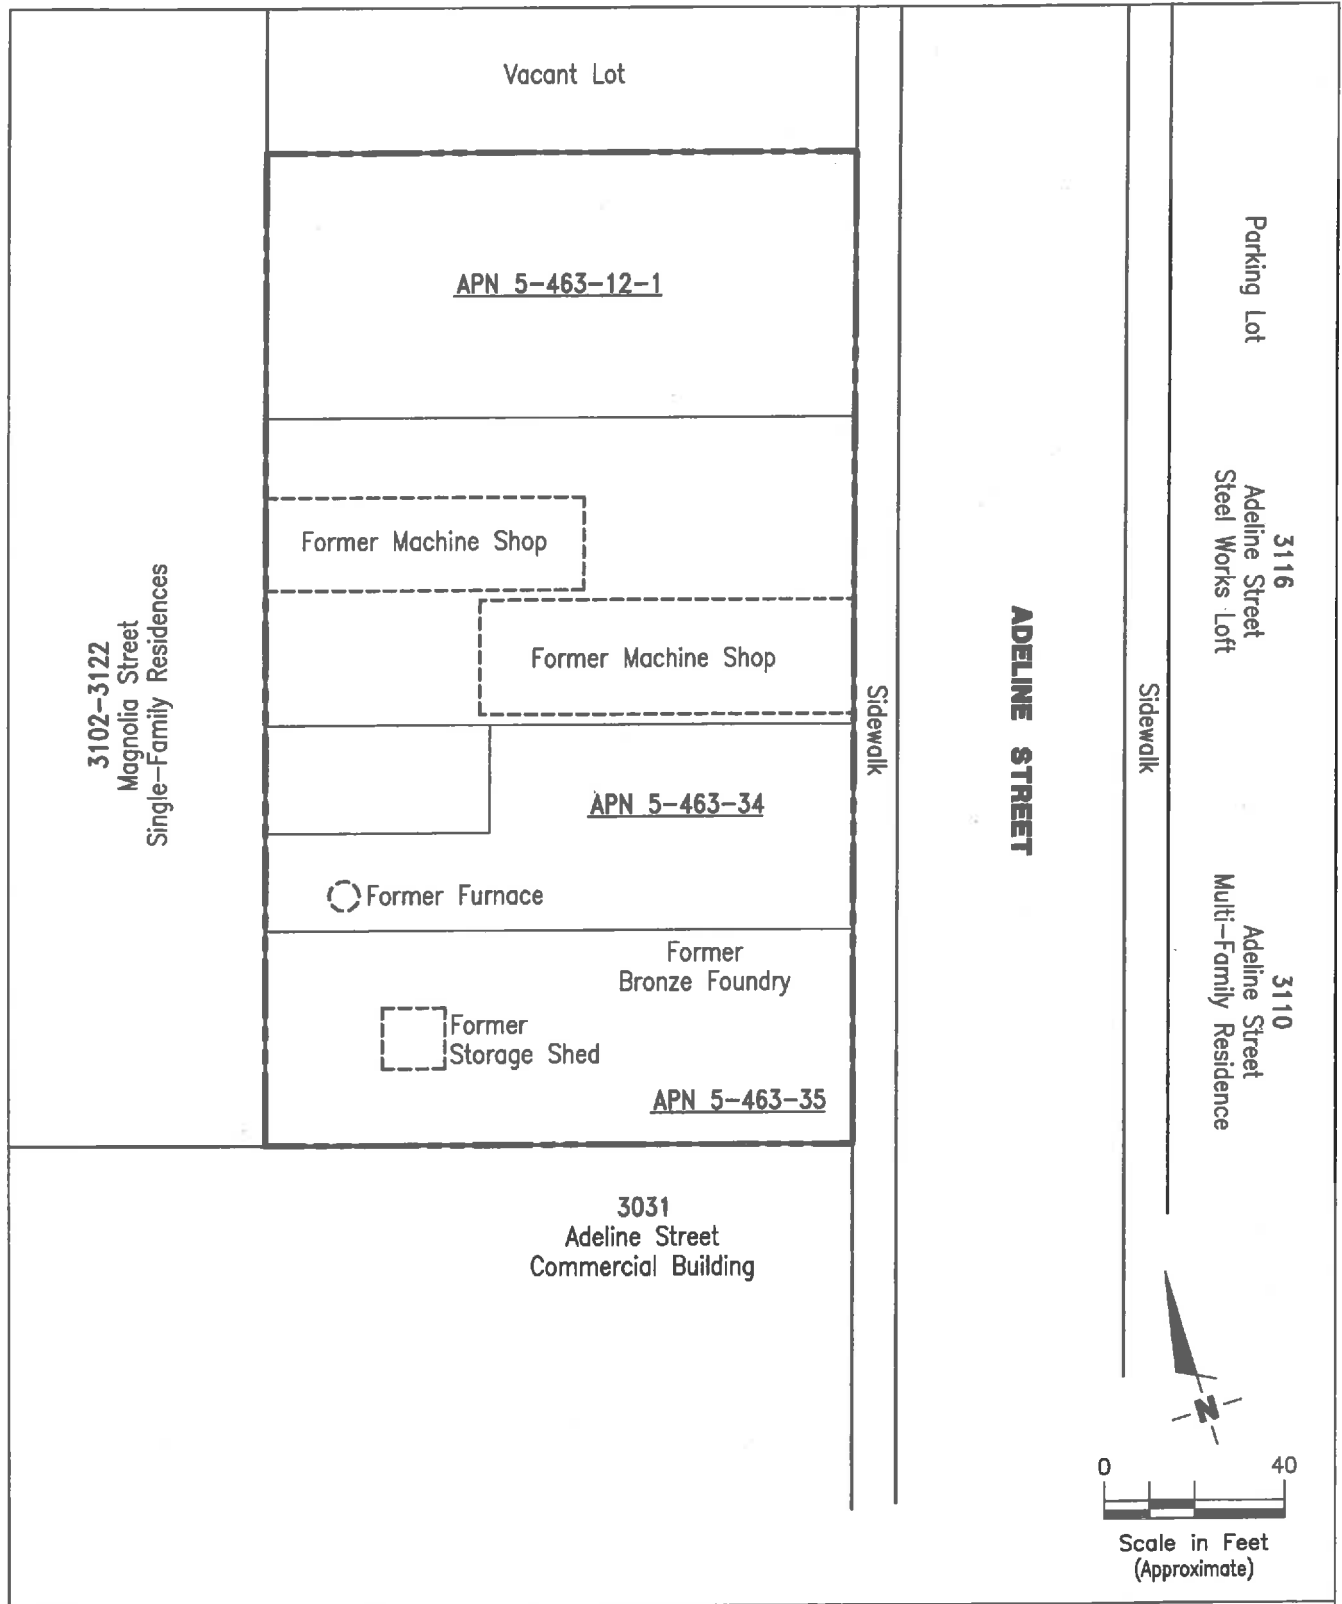 Vacant Lot
APN 5-463-12-1
Former Machine Shop
Former Machine Shop
APN 5-463-34
Former Furnace
Former
Bronze Foundry
Former
Storage Shed
APN 5-463-35
3102-3122
Magnolia Street
Single-Family Residences
3031
Adeline Street
Commercial Building
Sidewalk
ADELINE STREET
Sidewalk
Parking Lot
3116
Adeline Street
Steel Works Loft
3110
Adeline Street
Multi-Family Residence
N
0 40
Scale in Feet
(Approximate)